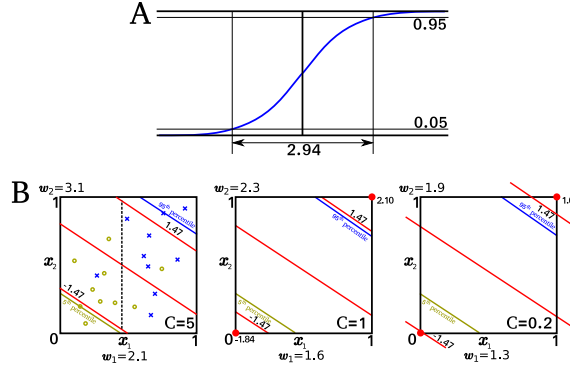 A
0.95
0.05
2.94
B
w₂=3.1
w₂=2.3
w₂=1.9
1
95th percentile
1.47
x₂
-1.47
5th percentile
0
x₁
1
C=5
w₁=2.1
1
2.10
1.47
95th percentile
x₂
5th percentile
-1.47
0
-1.84
x₁
1
C=1
w₁=1.6
1
1.47
95th percentile
x₂
5th percentile
-1.47
0
x₁
1
C=0.2
w₁=1.3